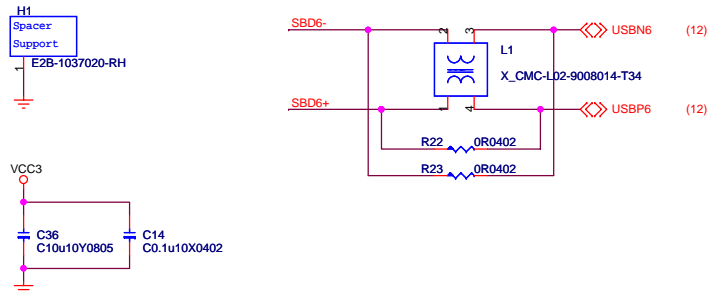 H1
Spacer
Support
1
E2B-1037020-RH
SBD6-
2
3
USBN6 (12)
L1
X_CMC-L02-9008014-T34
SBD6+
1
4
USBP6 (12)
R22 0R0402
R23 0R0402
VCC3
C36
C10u10Y0805
C14
C0.1u10X0402